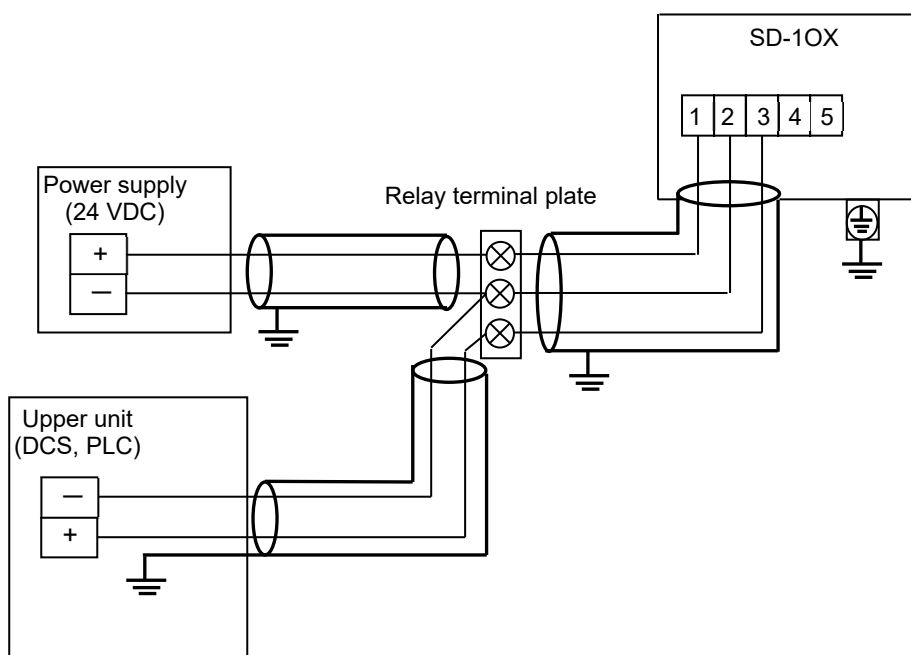 SD-1OX
1 2 3 4 5
Power supply
(24 VDC)
+
—
Relay terminal plate
Upper unit
(DCS, PLC)
—
+